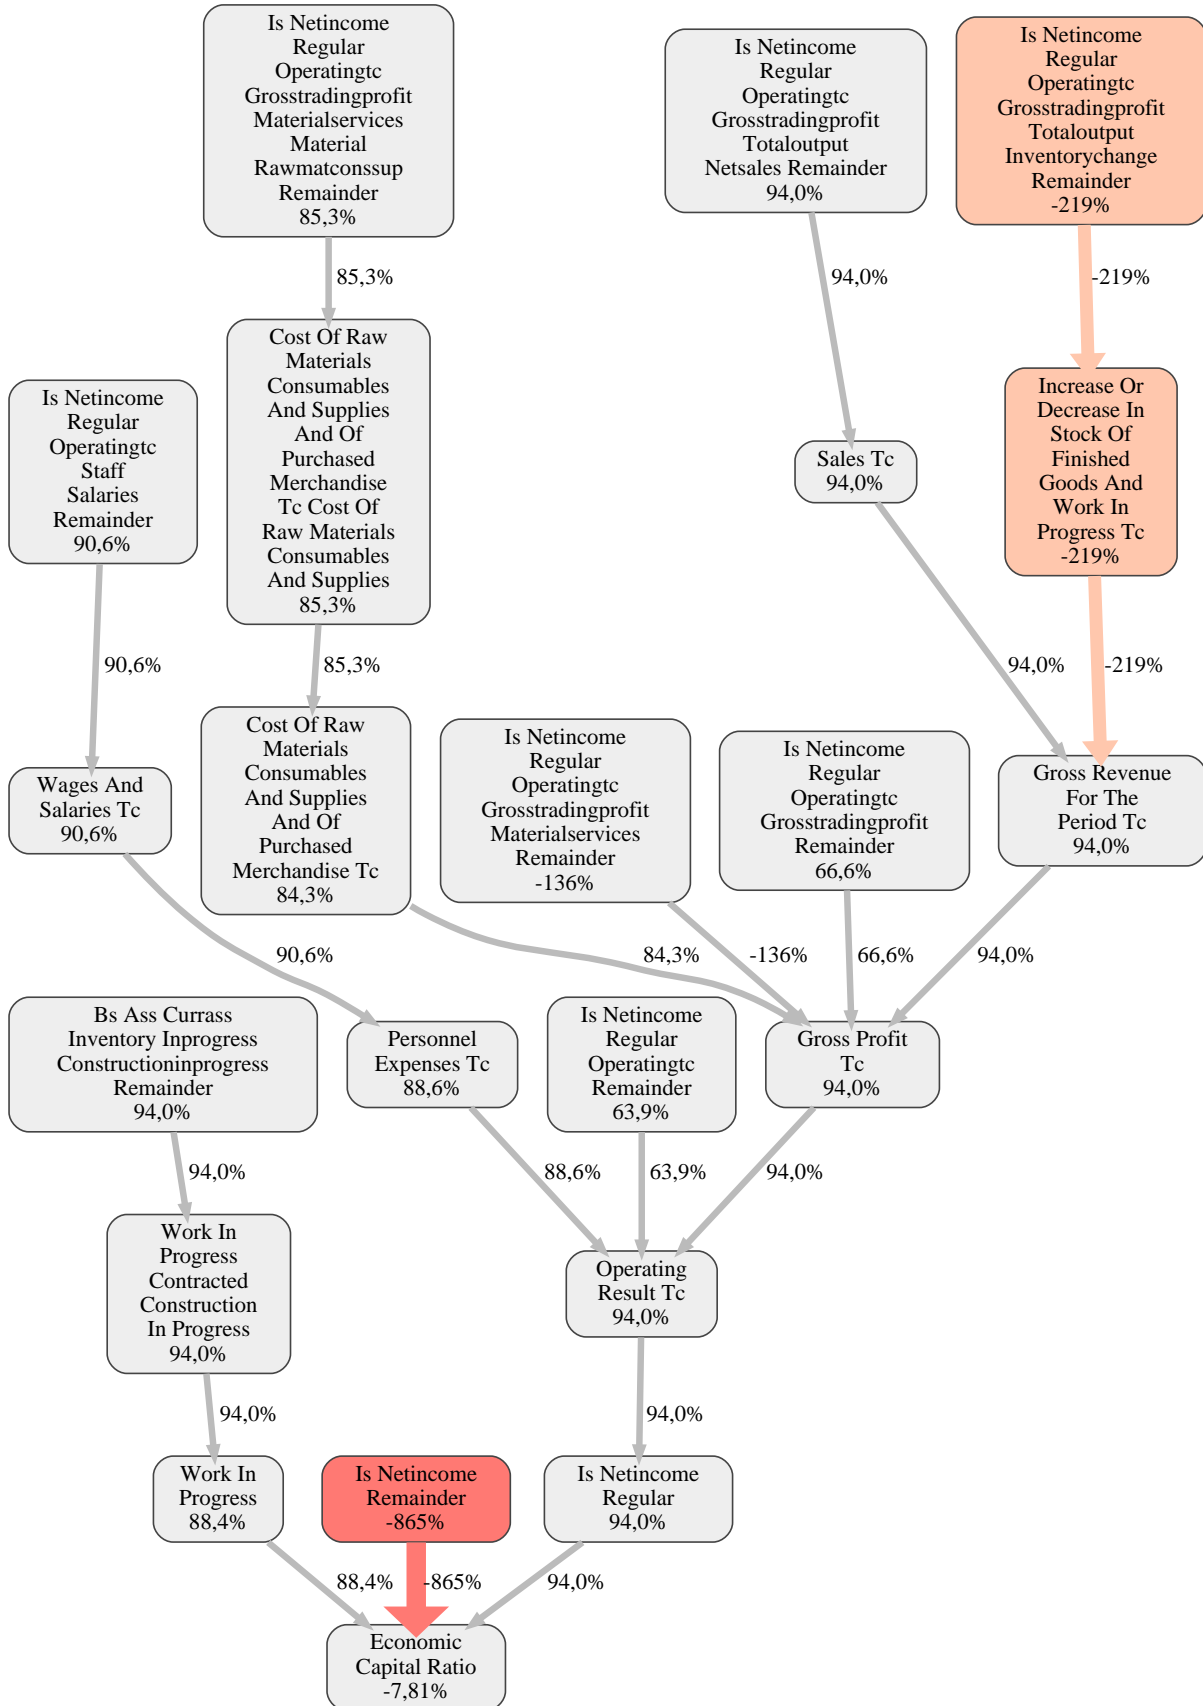 Is Netincome
Regular
Operatingtc
Grosstradingprofit
Materialservices
Material
Rawmatconssup
Remainder
85,3%
Is Netincome
Regular
Operatingtc
Grosstradingprofit
Totaloutput
Netsales Remainder
94,0%
Is Netincome
Regular
Operatingtc
Grosstradingprofit
Totaloutput
Inventorychange
Remainder
-219%
85,3%
94,0%
-219%
Cost Of Raw
Materials
Consumables
And Supplies
And Of
Purchased
Merchandise
Tc Cost Of
Raw Materials
Consumables
And Supplies
85,3%
Is Netincome
Regular
Operatingtc
Staff
Salaries
Remainder
90,6%
Sales Tc
94,0%
Increase Or
Decrease In
Stock Of
Finished
Goods And
Work In
Progress Tc
-219%
90,6%
85,3%
94,0%
-219%
Wages And
Salaries Tc
90,6%
Cost Of Raw
Materials
Consumables
And Supplies
And Of
Purchased
Merchandise Tc
84,3%
Is Netincome
Regular
Operatingtc
Grosstradingprofit
Materialservices
Remainder
-136%
Is Netincome
Regular
Operatingtc
Grosstradingprofit
Remainder
66,6%
Gross Revenue
For The
Period Tc
94,0%
90,6%
84,3%
-136%
66,6%
94,0%
Bs Ass Currass
Inventory Inprogress
Constructioninprogress
Remainder
94,0%
Personnel
Expenses Tc
88,6%
Is Netincome
Regular
Operatingtc
Remainder
63,9%
Gross Profit
Tc
94,0%
94,0%
88,6%
63,9%
94,0%
Work In
Progress
Contracted
Construction
In Progress
94,0%
Operating
Result Tc
94,0%
94,0%
94,0%
Work In
Progress
88,4%
Is Netincome
Remainder
-865%
Is Netincome
Regular
94,0%
88,4%
-865%
94,0%
Economic
Capital Ratio
-7,81%